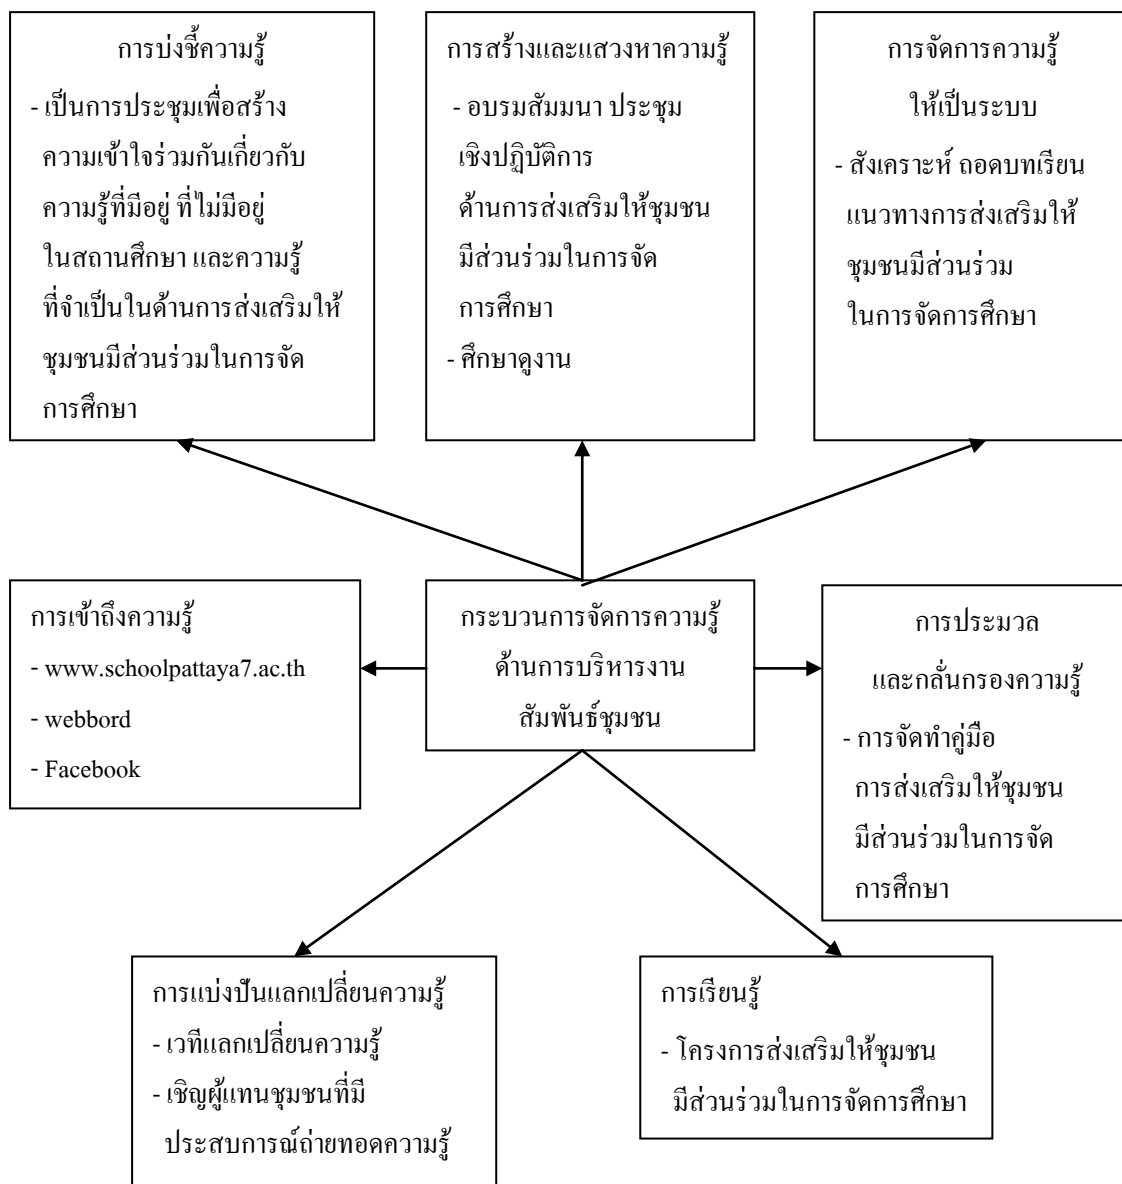 การบ่งชี้ความรู้
- เป็นการประชุมเพื่อสร้าง
ความเข้าใจร่วมกันเกี่ยวกับ
ความรู้ที่มีอยู่ ที่ไม่มีอยู่
ในสถานศึกษา และความรู้
ที่จำเป็นในด้านการส่งเสริมให้
ชุมชนมีส่วนร่วมในการจัด
การศึกษา
การสร้างและแสวงหาความรู้
- อบรมสัมมนา ประชุม
เชิงปฏิบัติการ
ด้านการส่งเสริมให้ชุมชน
มีส่วนร่วมในการจัด
การศึกษา
- ศึกษาดูงาน
การจัดการความรู้
ให้เป็นระบบ
- สังเคราะห์ ถอดบทเรียน
แนวทางการส่งเสริมให้
ชุมชนมีส่วนร่วม
ในการจัดการศึกษา
การเข้าถึงความรู้
- www.schoolpattaya7.ac.th
- webbord
- Facebook
กระบวนการจัดการความรู้
ด้านการบริหารงาน
สัมพันธ์ชุมชน
การประมวล
และกลั่นกรองความรู้
- การจัดทำคู่มือ
การส่งเสริมให้ชุมชน
มีส่วนร่วมในการจัด
การศึกษา
การแบ่งปันแลกเปลี่ยนความรู้
- เวทีแลกเปลี่ยนความรู้
- เชิญผู้แทนชุมชนที่มี
ประสบการณ์ถ่ายทอดความรู้
การเรียนรู้
- โครงการส่งเสริมให้ชุมชน
มีส่วนร่วมในการจัดการศึกษา